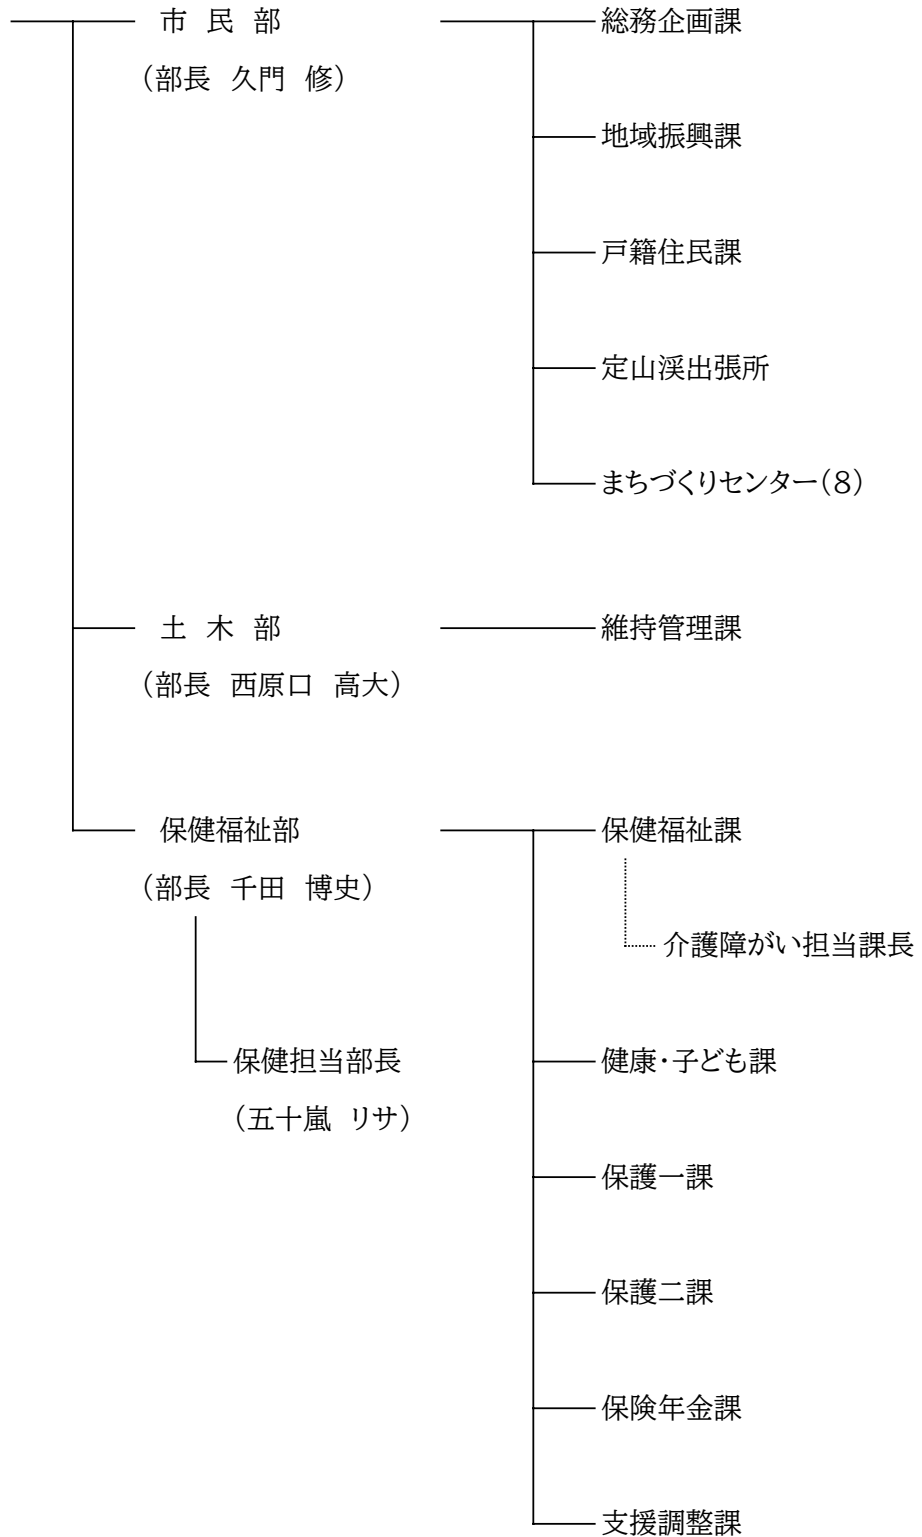 市 民 部
総務企画課
（部長 久門 修）
地域振興課
戸籍住民課
定山渓出張所
まちづくりセンター（８）
土 木 部
維持管理課
（部長 西原口 高大）
保健福祉部
保健福祉課
（部長 千田 博史）
介護障がい担当課長
保健担当部長
健康・子ども課
（五十嵐 リサ）
保護一課
保護二課
保険年金課
支援調整課